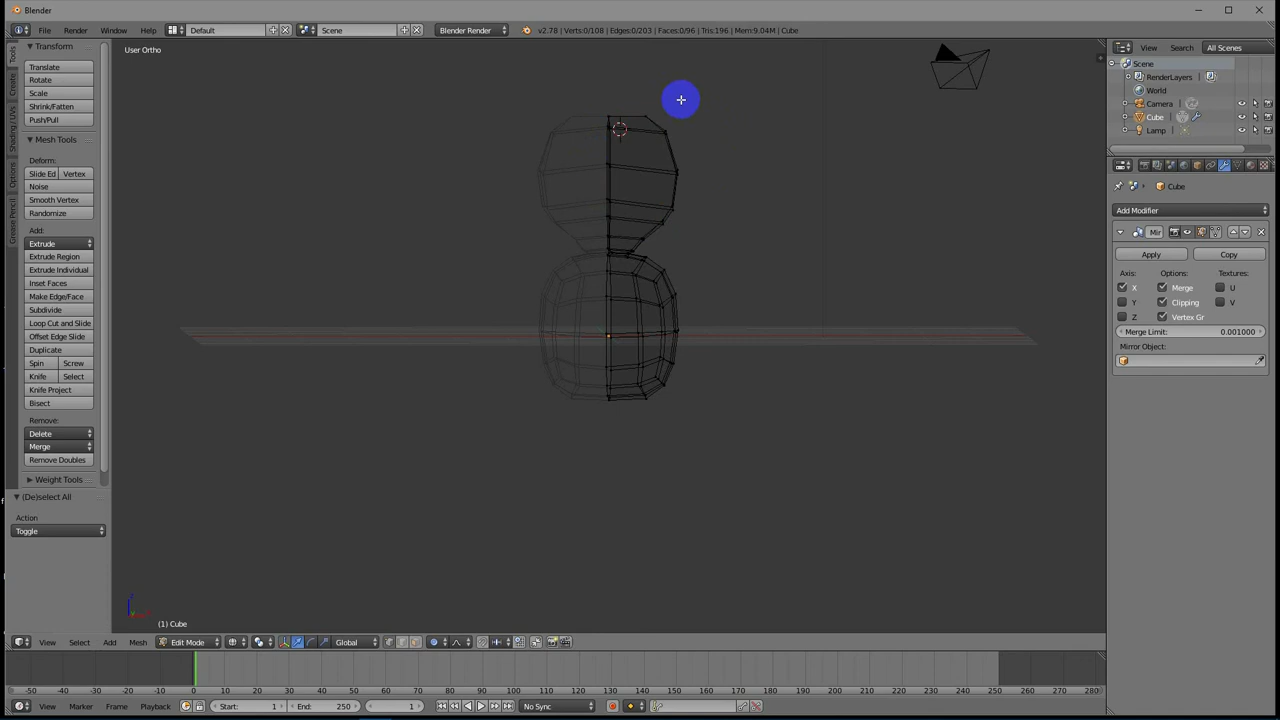 Blender
File Render Window Help Default Scene Blender Render v2.78 | Verts:0/108 | Edges:0/203 | Faces:0/96 | Tris:196 | Mem:9.04M | Cube
Tools
Create
Shading / UVs
Options
Grease Pencil
Transform
Translate
Rotate
Scale
Shrink/Fatten
Push/Pull
Mesh Tools
Deform:
Slide Ed Vertex
Noise
Smooth Vertex
Randomize
Add:
Extrude
Extrude Region
Extrude Individual
Inset Faces
Make Edge/Face
Subdivide
Loop Cut and Slide
Offset Edge Slide
Duplicate
Spin Screw
Knife Select
Knife Project
Bisect
Remove:
Delete
Merge
Remove Doubles
Weight Tools
(De)select All
Action
Toggle
User Ortho
(1) Cube
View Search All Scenes
Scene
RenderLayers
World
Camera
Cube
Lamp
Cube
Add Modifier
Mir
Apply Copy
Axis: Options: Textures:
X Merge U
Y Clipping V
Z Vertex Gr
Merge Limit: 0.001000
Mirror Object:
View Select Add Mesh Edit Mode Global
-50 -40 -30 -20 -10 0 10 20 30 40 50 60 70 80 90 100 110 120 130 140 150 160 170 180 190 200 210 220 230 240 250 260 270 280
View Marker Frame Playback Start: 1 End: 250 1 No Sync